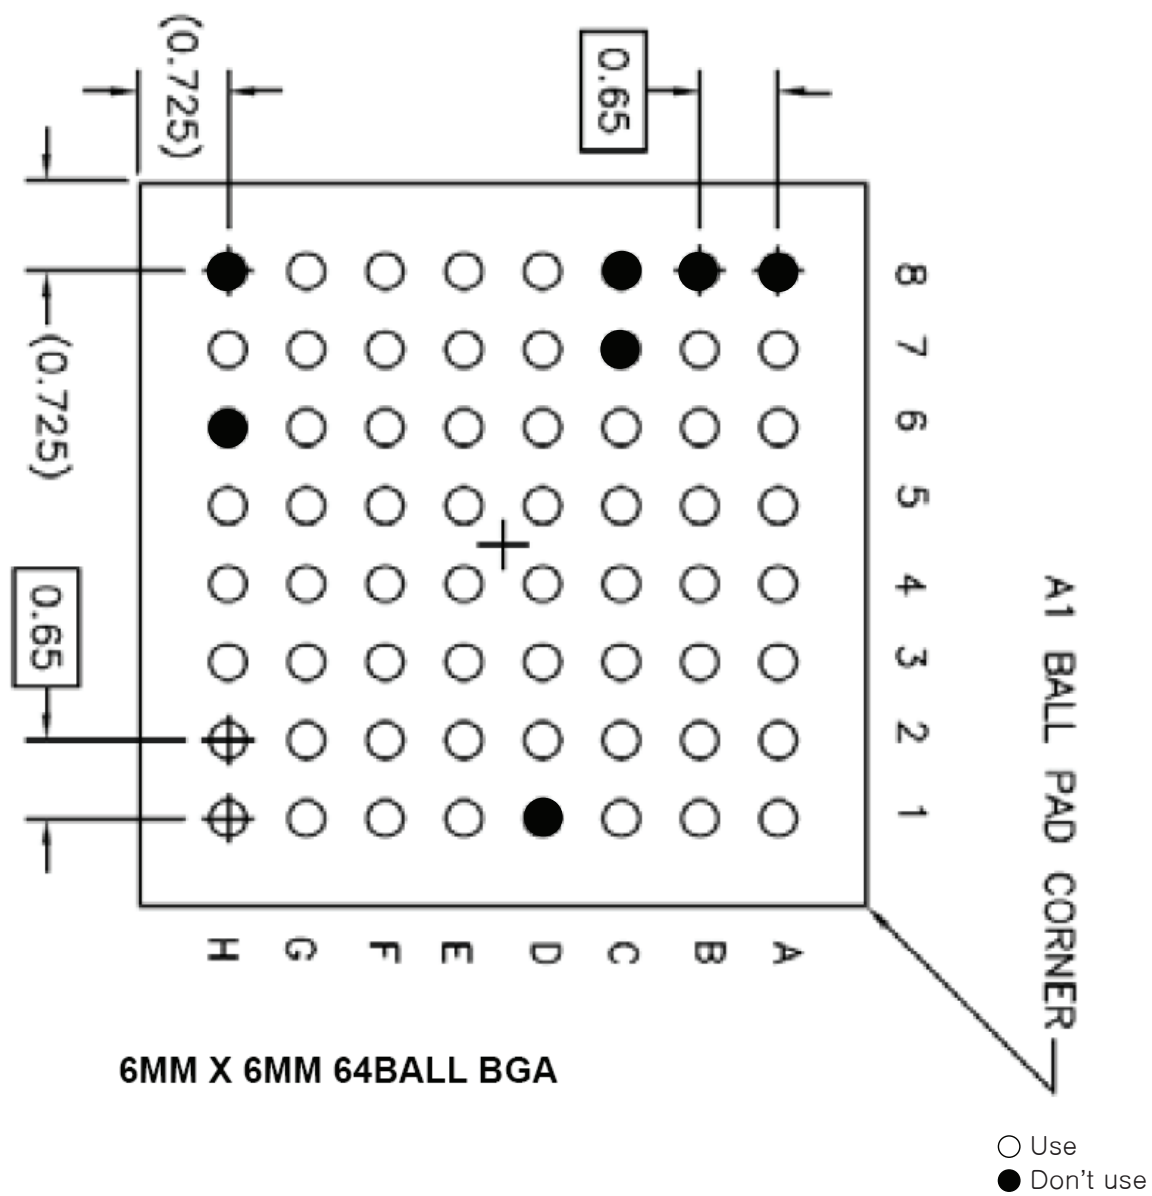 (0.725)
0.65
8
7
(0.725)
6
5
4
0.65
3
2
1
A1 BALL PAD CORNER
H G F E D C B A
6MM X 6MM 64BALL BGA
Use
Don't use